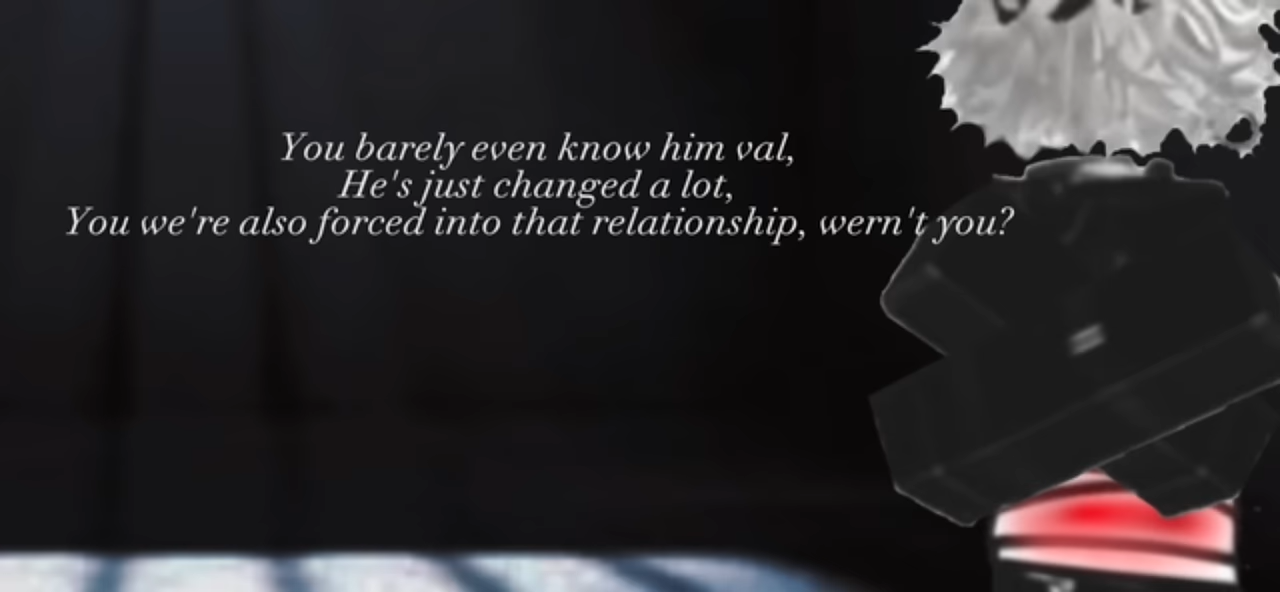 You barely even know him val,
He's just changed a lot,
You we're also forced into that relationship, wern't you?